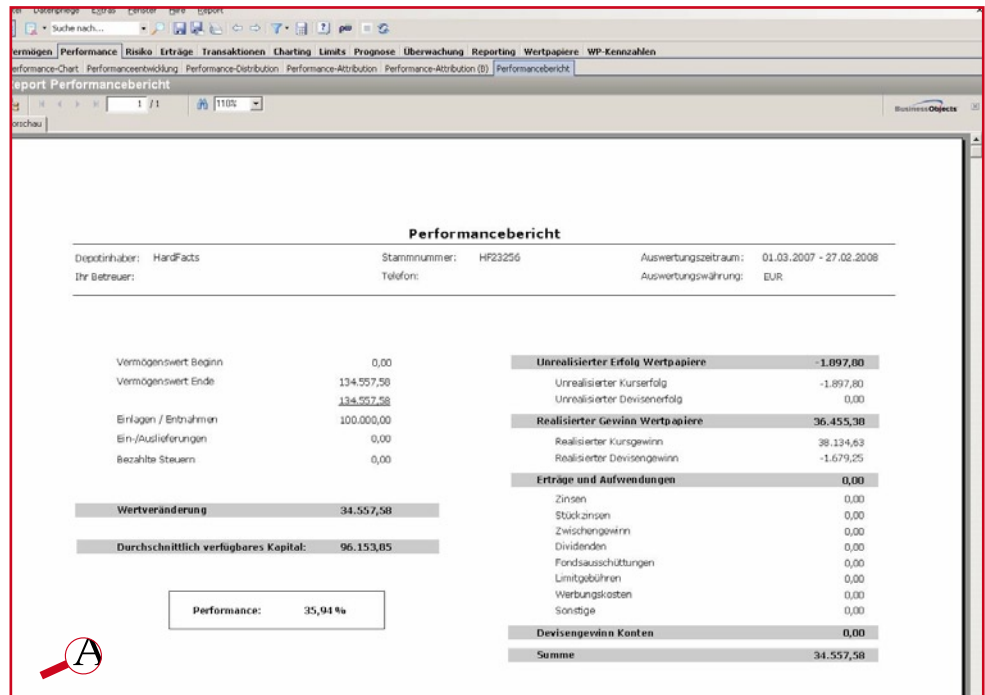 Datenpflege Extras Fenster Hilfe Report
Suche nach...
ermögen Performance Risiko Erträge Transaktionen Charting Limits Prognose Überwachung Reporting Wertpapiere WP-Kennzahlen
erformance-Chart Performanceentwicklung Performance-Distribution Performance-Attribution Performance-Attribution (B) Performancebericht
eport Performancebericht
1 /1 110%
BusinessObjects
orschau
Performancebericht
Depotinhaber: HardFacts Stammnummer: HF23256 Auswertungszeitraum: 01.03.2007 - 27.02.2008
Ihr Betreuer: Telefon: Auswertungswährung: EUR
Vermögenswert Beginn 0,00
Vermögenswert Ende 134.557,58
134.557,58
Einlagen / Entnahmen 100.000,00
Ein-/Auslieferungen 0,00
Bezahlte Steuern 0,00
Wertveränderung 34.557,58
Durchschnittlich verfügbares Kapital: 96.153,85
Performance: 35,94 %
Unrealisierter Erfolg Wertpapiere -1.897,80
Unrealisierter Kurserfolg -1.897,80
Unrealisierter Devisenerfolg 0,00
Realisierter Gewinn Wertpapiere 36.455,38
Realisierter Kursgewinn 38.134,63
Realisierter Devisengewinn -1.679,25
Erträge und Aufwendungen 0,00
Zinsen 0,00
Stückzinsen 0,00
Zwischengewinn 0,00
Dividenden 0,00
Fondsausschüttungen 0,00
Limitgebühren 0,00
Werbungskosten 0,00
Sonstige 0,00
Devisengewinn Konten 0,00
Summe 34.557,58
A